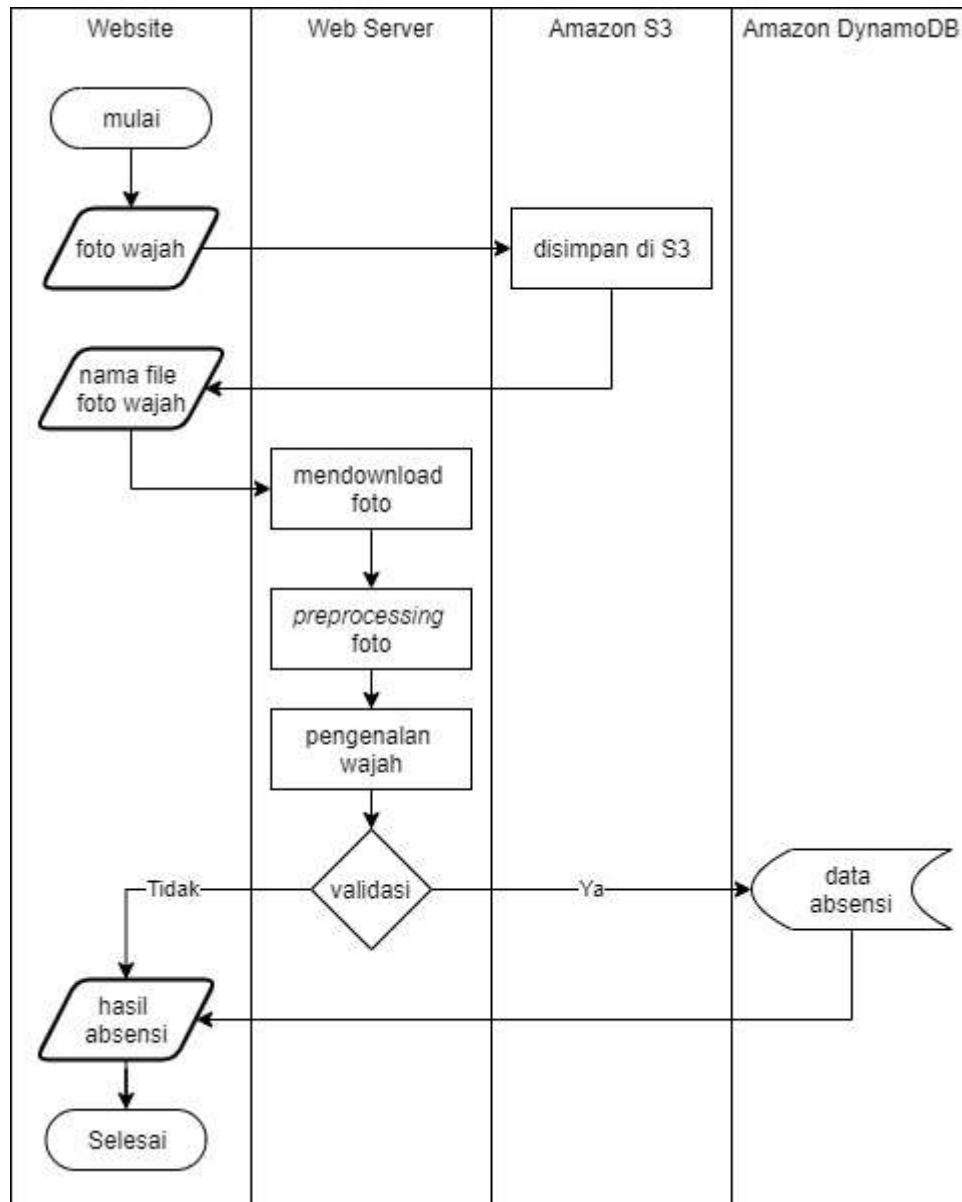 Website
Web Server
Amazon S3
Amazon DynamoDB
mulai
foto wajah
disimpan di S3
nama file
foto wajah
mendownload
foto
preprocessing
foto
pengenalan
wajah
Tidak
validasi
Ya
data
absensi
hasil
absensi
Selesai